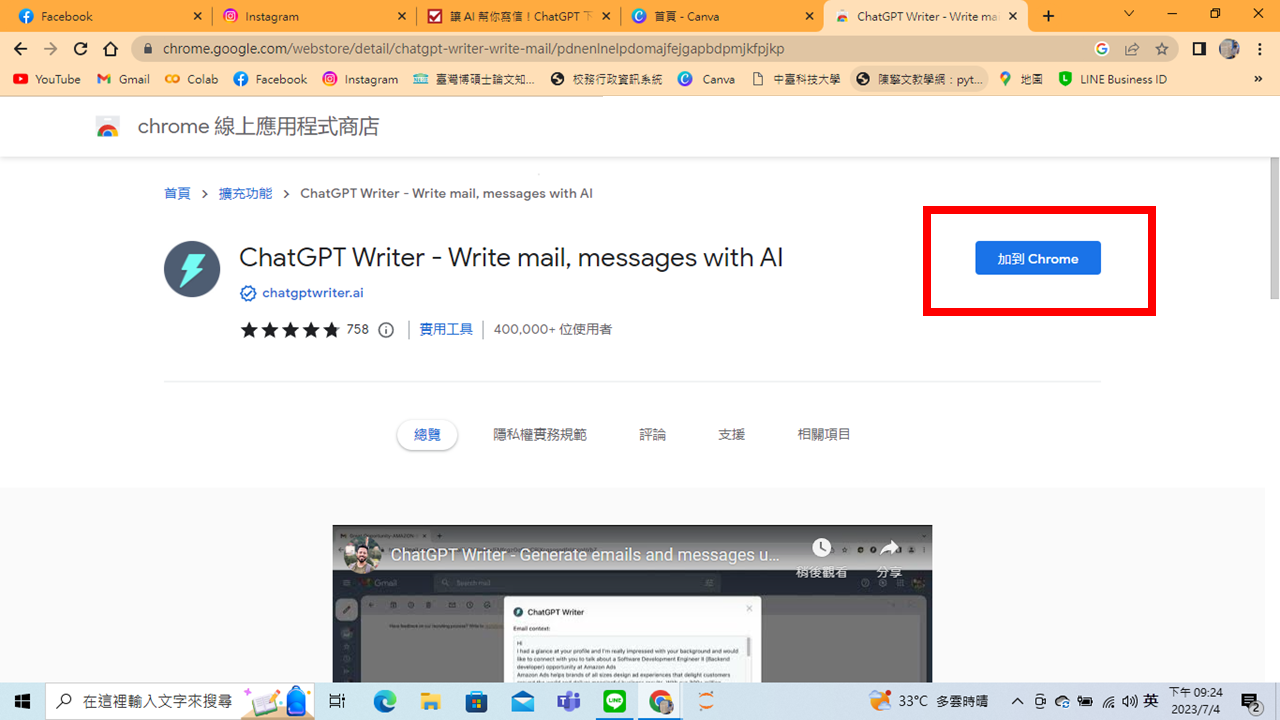 Facebook
Instagram
讓 AI 幫你寫信！ChatGPT 下
首頁 - Canva
ChatGPT Writer - Write mai
chrome.google.com/webstore/detail/chatgpt-writer-write-mail/pdnenlnelpdomajfejgapbdpmjkfpjkp
YouTube
Gmail
Colab
Facebook
Instagram
臺灣博碩士論文知...
校務行政資訊系統
Canva
中臺科技大學
陳擎文教學網：pyt...
地圖
LINE Business ID
»
chrome 線上應用程式商店
首頁 > 擴充功能 > ChatGPT Writer - Write mail, messages with AI
ChatGPT Writer - Write mail, messages with AI
加到 Chrome
chatgptwriter.ai
758
實用工具
400,000+ 位使用者
總覽
隱私權實務規範
評論
支援
相關項目
ChatGPT Writer - Generate emails and messages u...
稍後觀看
分享
Gmail
Search mail
ChatGPT Writer
Email context:
Hi
I had a glance at your profile and I'm really impressed with your background and would
like to connect with you to talk about a Software Development Engineer II (Backend
developer) opportunity at Amazon Ads
Amazon Ads helps brands of all sizes design ad experiences that delight customers
在這裡輸入文字來搜尋
33°C 多雲時晴
英
下午 09:24
2023/7/4
2